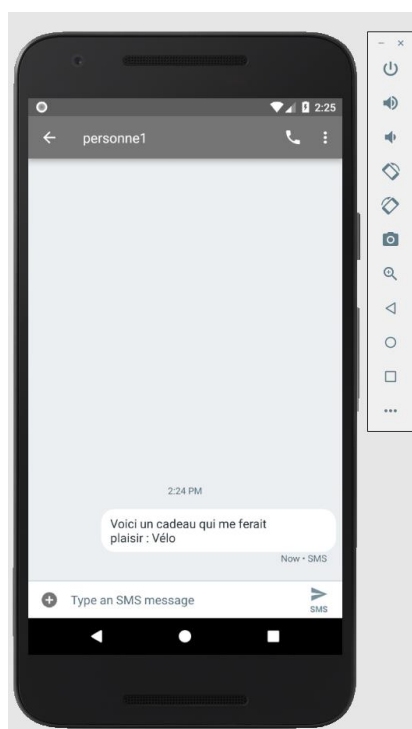 2:25
personne1
2:24 PM
Voici un cadeau qui me ferait
plaisir : Vélo
Now • SMS
Type an SMS message
SMS